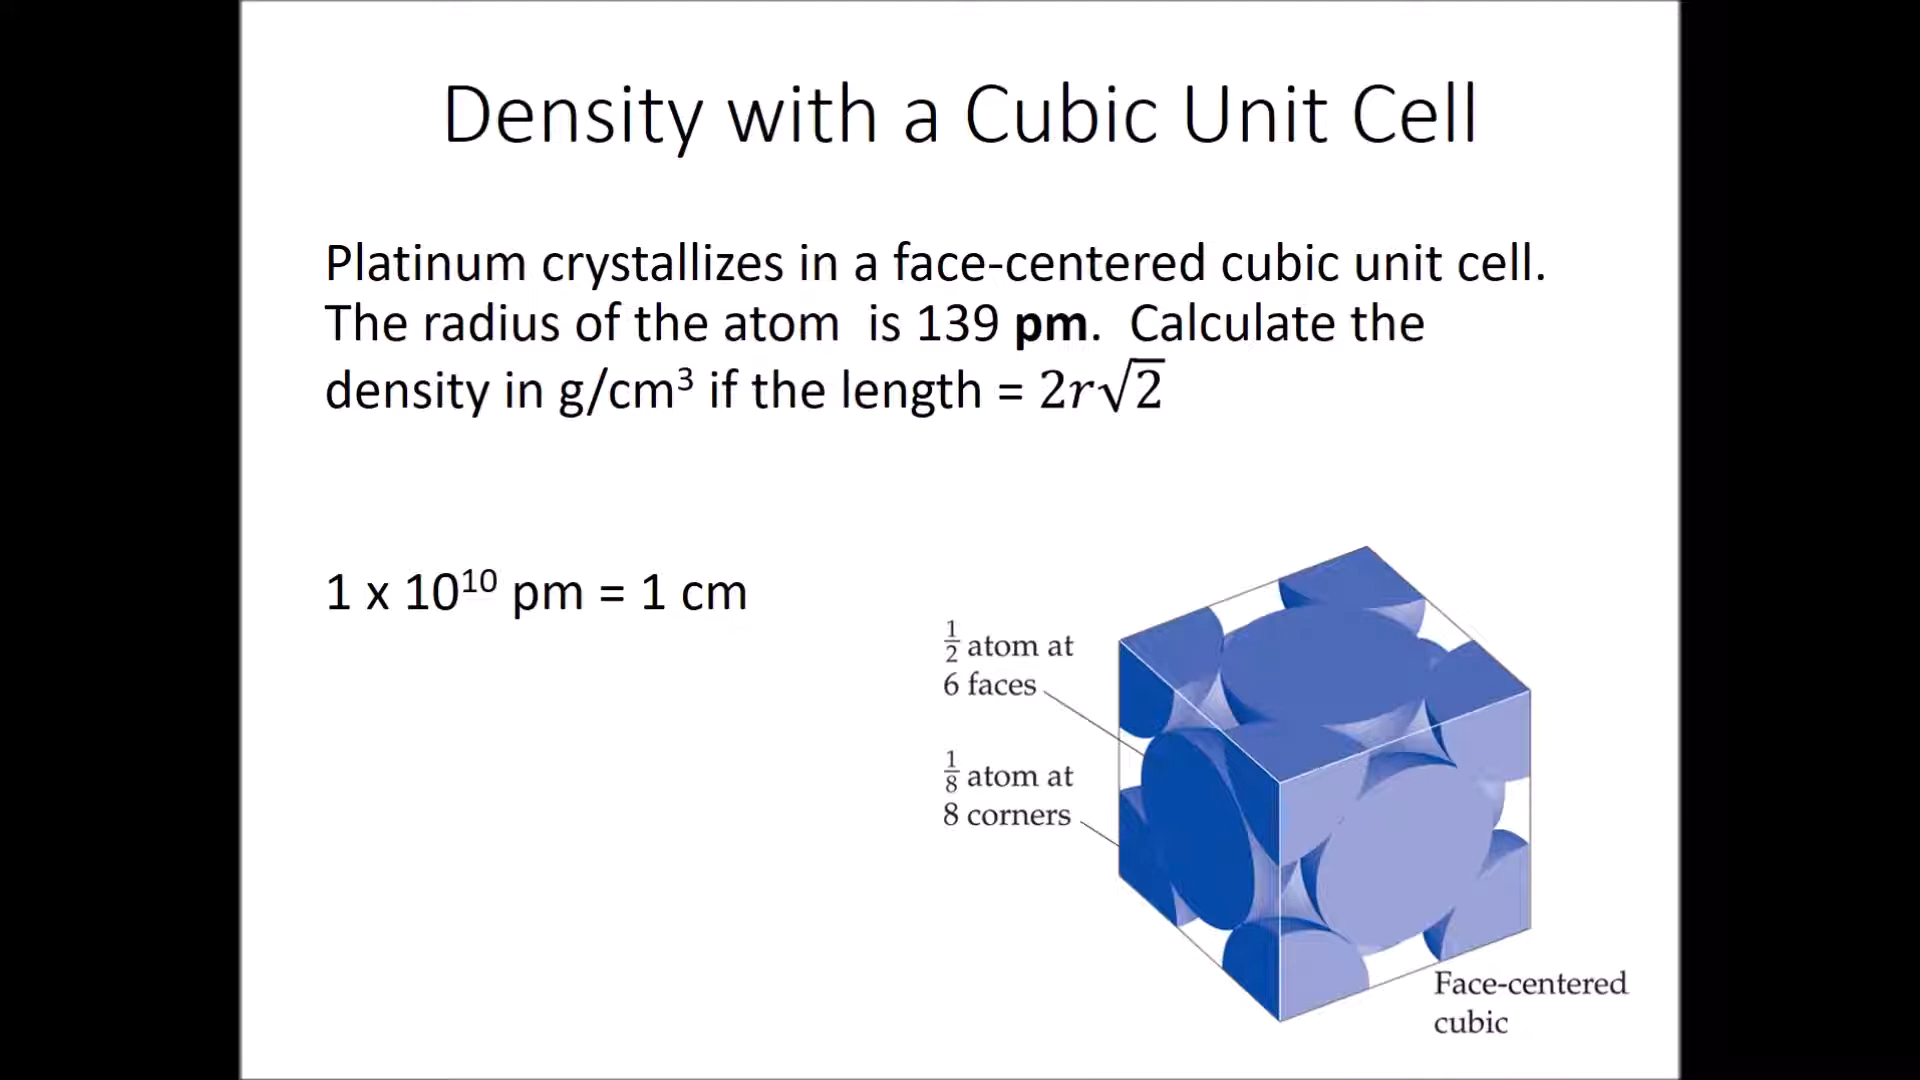 Density with a Cubic Unit Cell
Platinum crystallizes in a face-centered cubic unit cell.
The radius of the atom  is 139 pm.  Calculate the
density in g/cm³ if the length = 2r√2
1 x 10¹⁰ pm = 1 cm
1/2 atom at
6 faces
1/8 atom at
8 corners
Face-centered
cubic